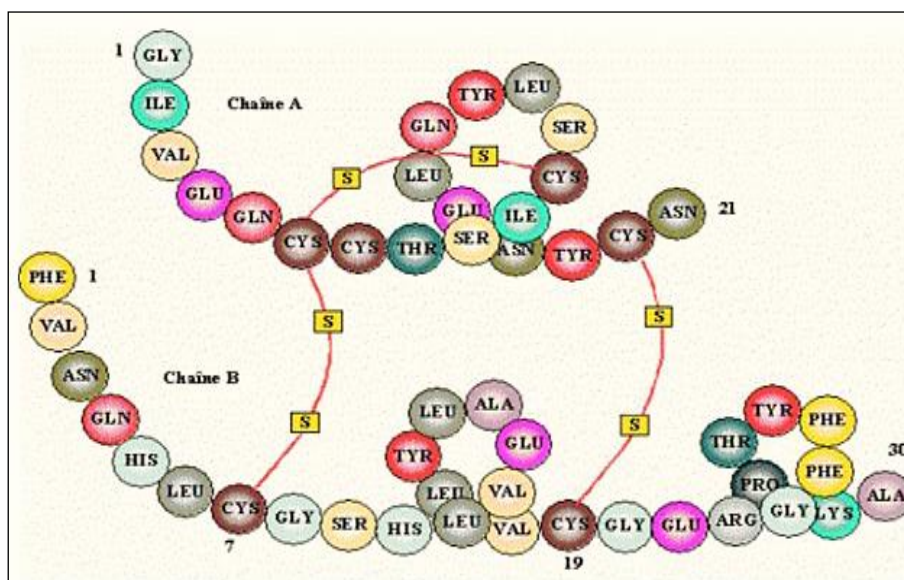 1
GLY
ILE
Chaîne A
VAL
GLU
GLN
CYS
S
S
CYS
THR
SER
ILE
CYS
SER
LEU
TYR
GLN
LEU
GLU
ASN
TYR
CYS
ASN
21
S
S
S
S
PHE
1
VAL
ASN
Chaîne B
GLN
HIS
LEU
CYS
7
GLY
SER
HIS
LEU
VAL
GLU
ALA
LEU
TYR
LEU
VAL
CYS
19
GLY
GLU
ARG
GLY
PHE
PHE
TYR
THR
PRO
LYS
ALA
30